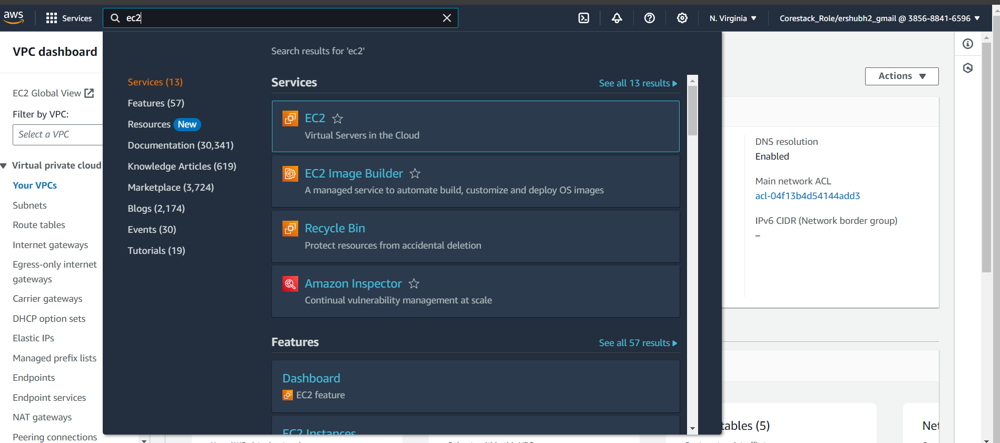 aws
Services
ec2
N. Virginia
Corestack_Role/ershubh2_gmail @ 3856-8841-6596
VPC dashboard
EC2 Global View
Filter by VPC:
Select a VPC
Virtual private cloud
Your VPCs
Subnets
Route tables
Internet gateways
Egress-only internet
gateways
Carrier gateways
DHCP option sets
Elastic IPs
Managed prefix lists
Endpoints
Endpoint services
NAT gateways
Peering connections
Search results for 'ec2'
Services (13)
Features (57)
Resources New
Documentation (30,341)
Knowledge Articles (619)
Marketplace (3,724)
Blogs (2,174)
Events (30)
Tutorials (19)
Services
See all 13 results
EC2
Virtual Servers in the Cloud
EC2 Image Builder
A managed service to automate build, customize and deploy OS images
Recycle Bin
Protect resources from accidental deletion
Amazon Inspector
Continual vulnerability management at scale
Features
See all 57 results
Dashboard
EC2 feature
EC2 Instances
Actions
DNS resolution
Enabled
Main network ACL
acl-04f13b4d54144add3
IPv6 CIDR (Network border group)
–
tables (5)
Net